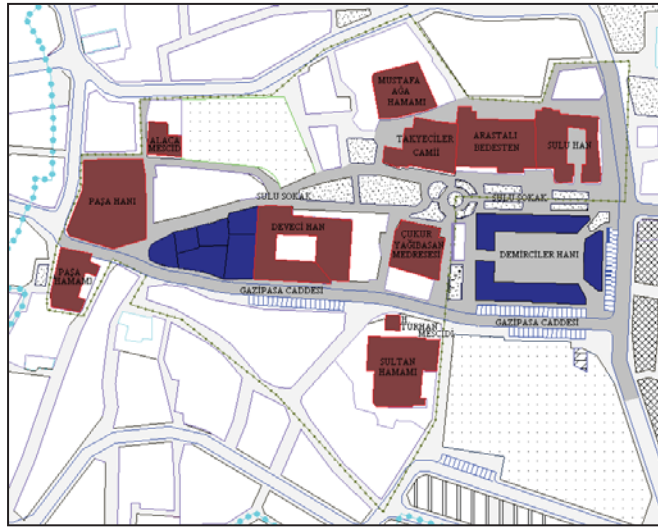 MUSTAFA
AĞA
HAMAMI
ALACA
MESCİD
TAKTECİLER
CAMİİ
ARASTALI
BEDESTEN
SULU HAN
PAŞA HANI
SULU SOKAK
SULU SOKAK
DEVECİ HAN
ÇUKUR
YAĞIBASAN
MEDRESESİ
DEMİRCİLER HANI
PAŞA
HAMAMI
GAZİPAŞA CADDESİ
GAZİPAŞA CADDESİ
TURHAN
MESCİDİ
SULTAN
HAMAMI